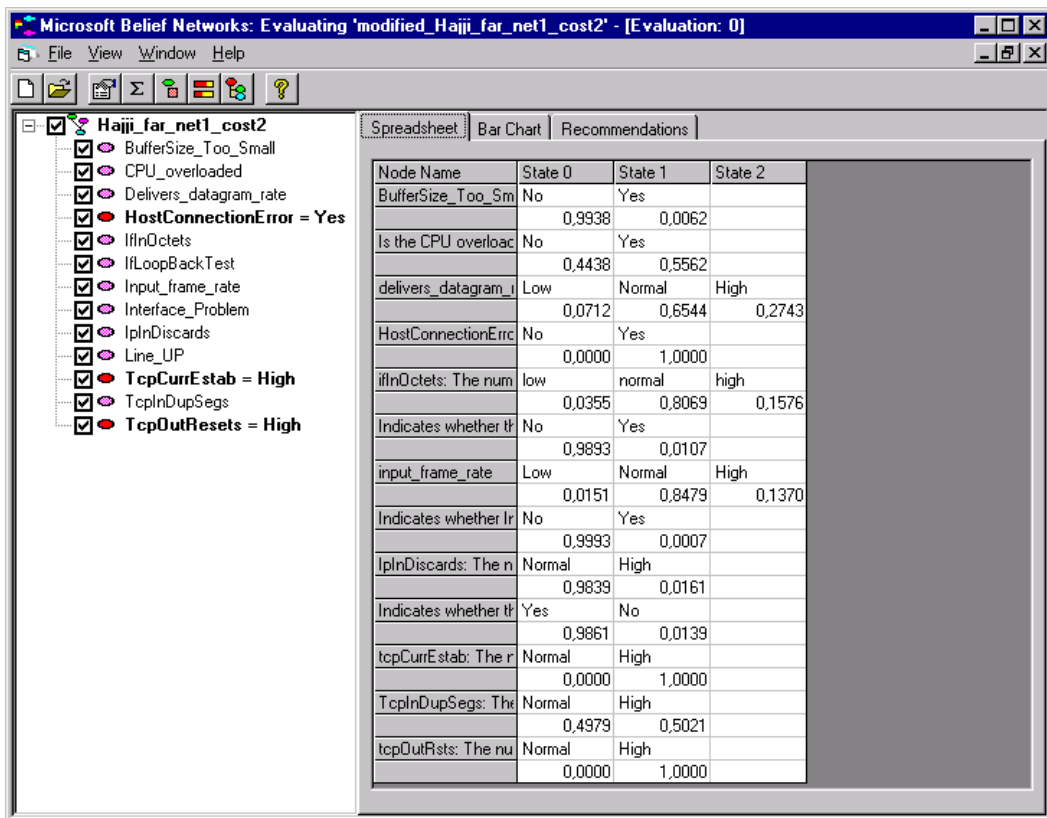 Microsoft Belief Networks: Evaluating 'modified_Hajji_far_net1_cost2' - [Evaluation: 0]
File View Window Help
Hajji_far_net1_cost2
BufferSize_Too_Small
CPU_overloaded
Delivers_datagram_rate
HostConnectionError = Yes
IfInOctets
IfLoopBackTest
Input_frame_rate
Interface_Problem
IpInDiscards
Line_UP
TcpCurrEstab = High
TcpInDupSegs
TcpOutResets = High
Spreadsheet Bar Chart Recommendations
Node Name State 0 State 1 State 2
BufferSize_Too_Sm No Yes
0,9938 0,0062
Is the CPU overloac No Yes
0,4438 0,5562
delivers_datagram_ Low Normal High
0,0712 0,6544 0,2743
HostConnectionErrc No Yes
0,0000 1,0000
ifInOctets: The num low normal high
0,0355 0,8069 0,1576
Indicates whether th No Yes
0,9893 0,0107
input_frame_rate Low Normal High
0,0151 0,8479 0,1370
Indicates whether Ir No Yes
0,9993 0,0007
IpInDiscards: The n Normal High
0,9839 0,0161
Indicates whether th Yes No
0,9861 0,0139
tcpCurrEstab: The r Normal High
0,0000 1,0000
TcpInDupSegs: The Normal High
0,4979 0,5021
tcpOutRsts: The nu Normal High
0,0000 1,0000